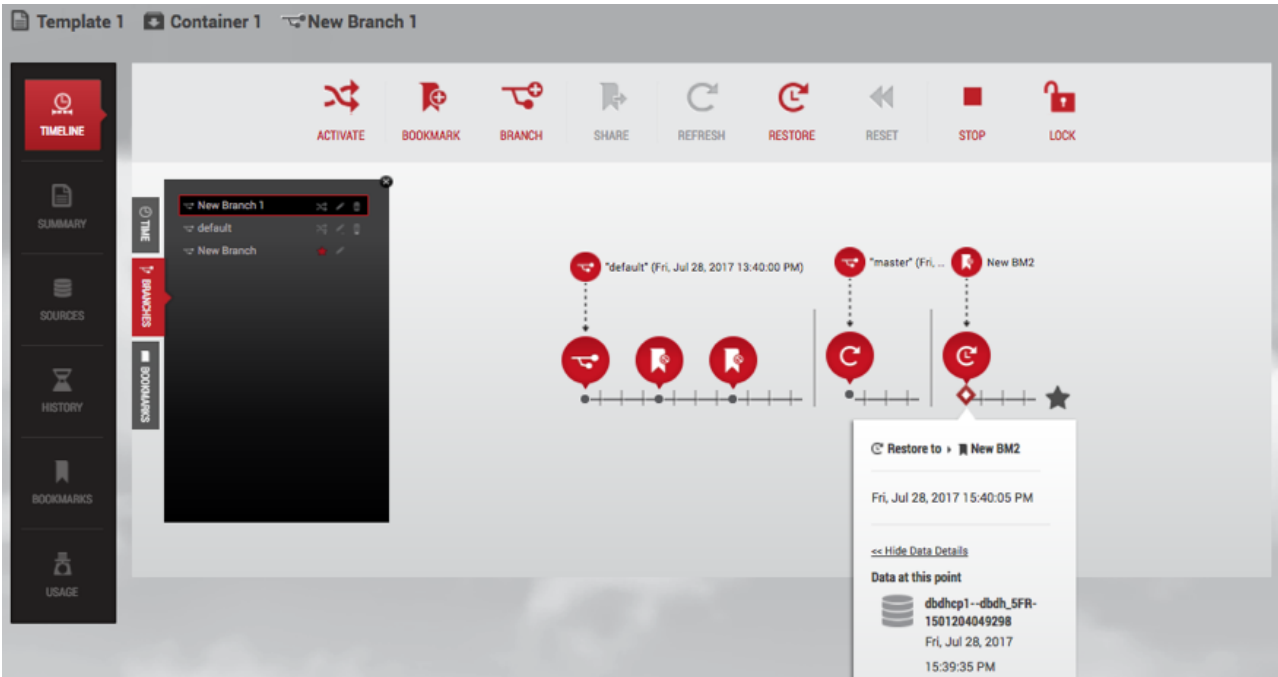 Template 1 Container 1 New Branch 1
TIMELINE
SUMMARY
SOURCES
HISTORY
BOOKMARKS
USAGE
ACTIVATE BOOKMARK BRANCH SHARE REFRESH RESTORE RESET STOP LOCK
TIME
BRANCHES
BOOKMARKS
New Branch 1
default
New Branch
"default" (Fri, Jul 28, 2017 13:40:00 PM) "master" (Fri, ... New BM2
Restore to New BM2
Fri, Jul 28, 2017 15:40:05 PM
<< Hide Data Details
Data at this point
dbdhcp1--dbdh_5FR-
1501204049298
Fri, Jul 28, 2017
15:39:35 PM